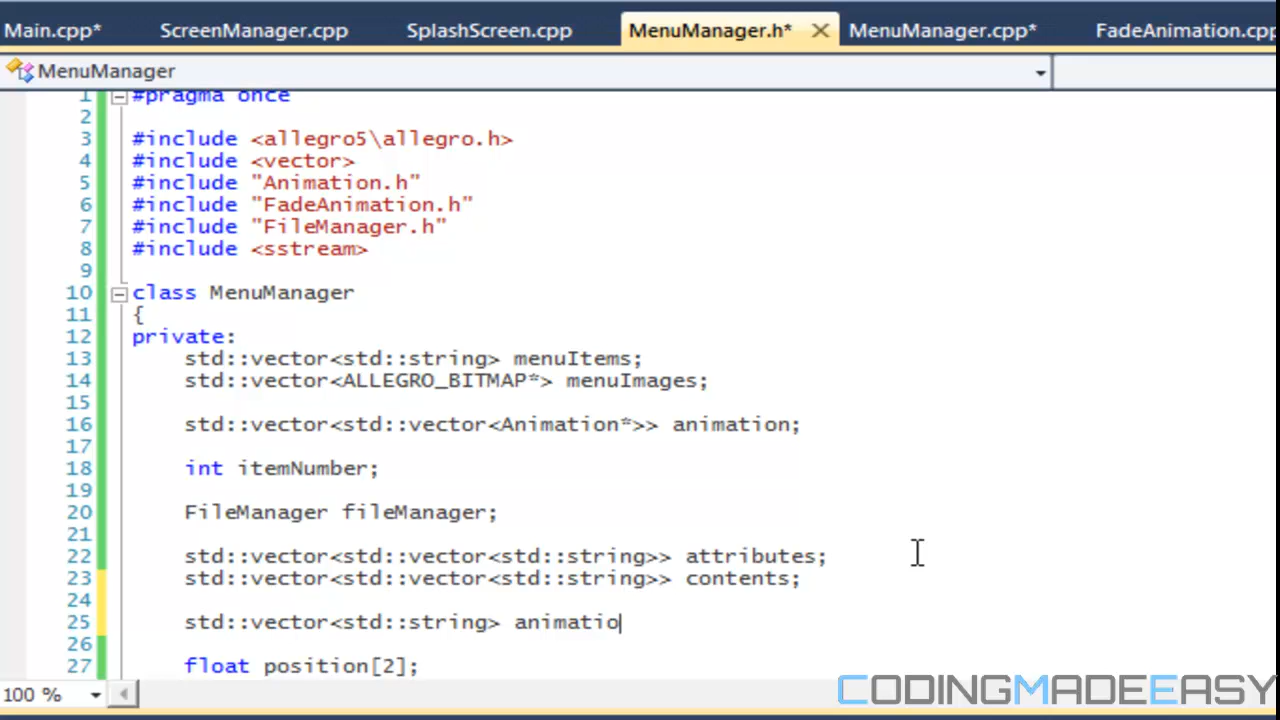 Main.cpp* ScreenManager.cpp SplashScreen.cpp MenuManager.h* MenuManager.cpp* FadeAnimation.cpp
MenuManager
1 #pragma once
2
3 #include <allegro5\allegro.h>
4 #include <vector>
5 #include "Animation.h"
6 #include "FadeAnimation.h"
7 #include "FileManager.h"
8 #include <sstream>
9
10 class MenuManager
11 {
12 private:
13 std::vector<std::string> menuItems;
14 std::vector<ALLEGRO_BITMAP*> menuImages;
15
16 std::vector<std::vector<Animation*>> animation;
17
18 int itemNumber;
19
20 FileManager fileManager;
21
22 std::vector<std::vector<std::string>> attributes;
23 std::vector<std::vector<std::string>> contents;
24
25 std::vector<std::string> animatio
26
27 float position[2];
100 %
CODINGMADEEASY